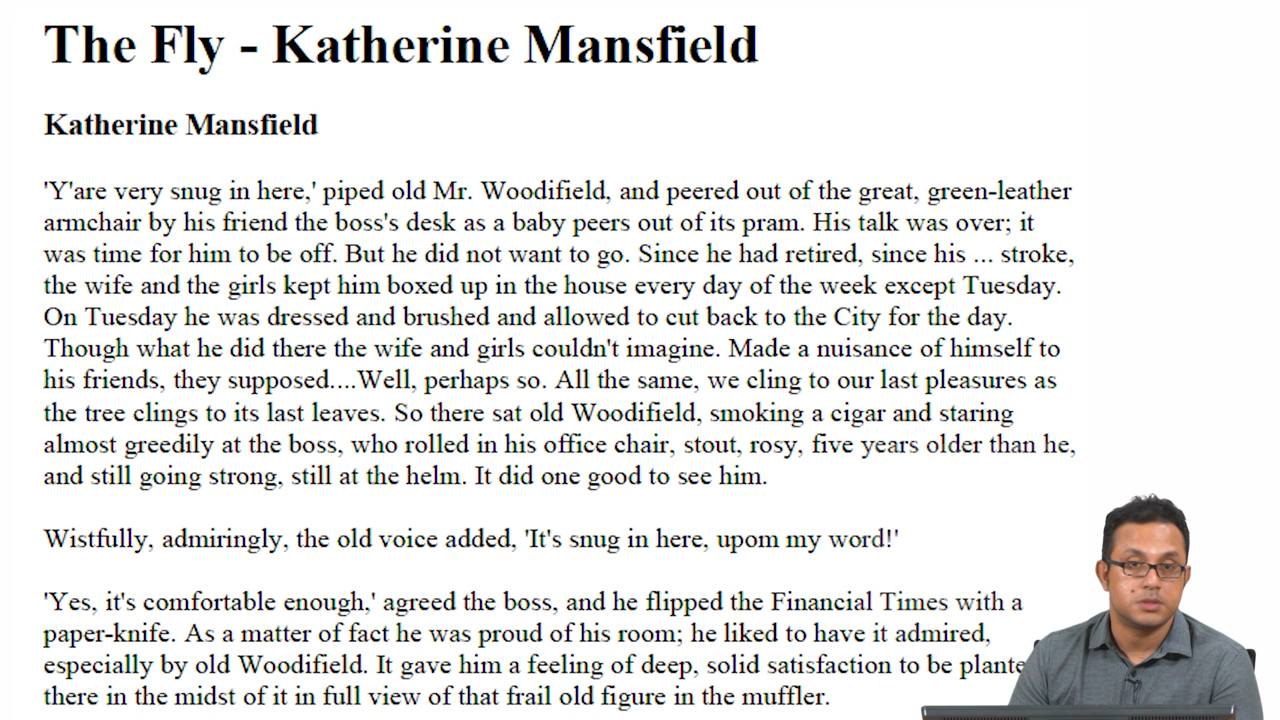 The Fly - Katherine Mansfield
Katherine Mansfield
'Y'are very snug in here,' piped old Mr. Woodifield, and peered out of the great, green-leather
armchair by his friend the boss's desk as a baby peers out of its pram. His talk was over; it
was time for him to be off. But he did not want to go. Since he had retired, since his ... stroke,
the wife and the girls kept him boxed up in the house every day of the week except Tuesday.
On Tuesday he was dressed and brushed and allowed to cut back to the City for the day.
Though what he did there the wife and girls couldn't imagine. Made a nuisance of himself to
his friends, they supposed....Well, perhaps so. All the same, we cling to our last pleasures as
the tree clings to its last leaves. So there sat old Woodifield, smoking a cigar and staring
almost greedily at the boss, who rolled in his office chair, stout, rosy, five years older than he,
and still going strong, still at the helm. It did one good to see him.
Wistfully, admiringly, the old voice added, 'It's snug in here, upom my word!'
'Yes, it's comfortable enough,' agreed the boss, and he flipped the Financial Times with a
paper-knife. As a matter of fact he was proud of his room; he liked to have it admired,
especially by old Woodifield. It gave him a feeling of deep, solid satisfaction to be plante
there in the midst of it in full view of that frail old figure in the muffler.